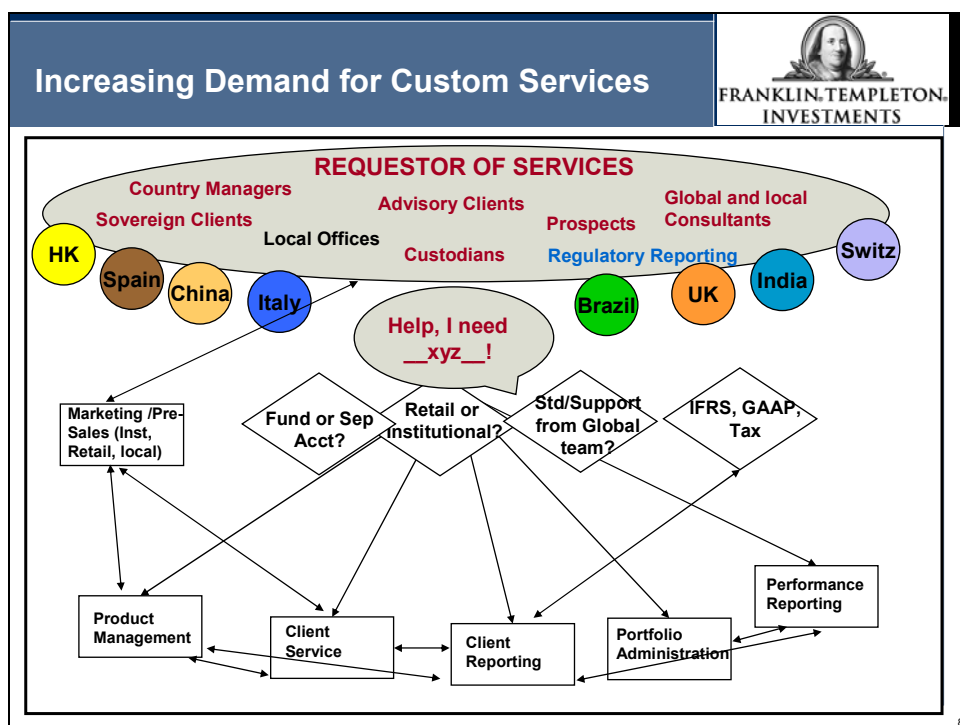 Increasing Demand for Custom Services
FRANKLIN TEMPLETON
INVESTMENTS
REQUESTOR OF SERVICES
Country Managers
Sovereign Clients
Local Offices
Advisory Clients
Custodians
Prospects
Global and local
Consultants
Regulatory Reporting
HK
Spain
China
Italy
Brazil
UK
India
Switz
Help, I need
__xyz__!
Marketing /Pre-
Sales (Inst,
Retail, local)
Fund or Sep
Acct?
Retail or
institutional?
Std/Support
from Global
team?
IFRS, GAAP,
Tax
Product
Management
Client
Service
Client
Reporting
Portfolio
Administration
Performance
Reporting